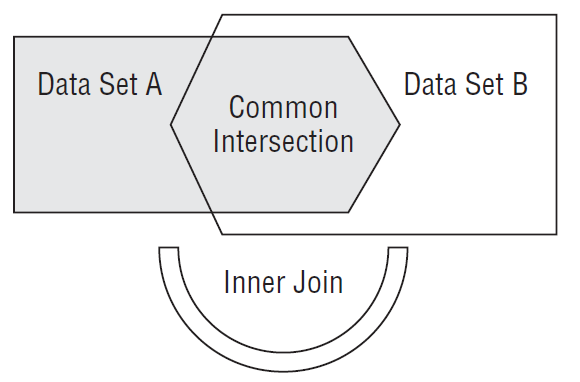 Data Set A
Common
Intersection
Data Set B
Inner Join